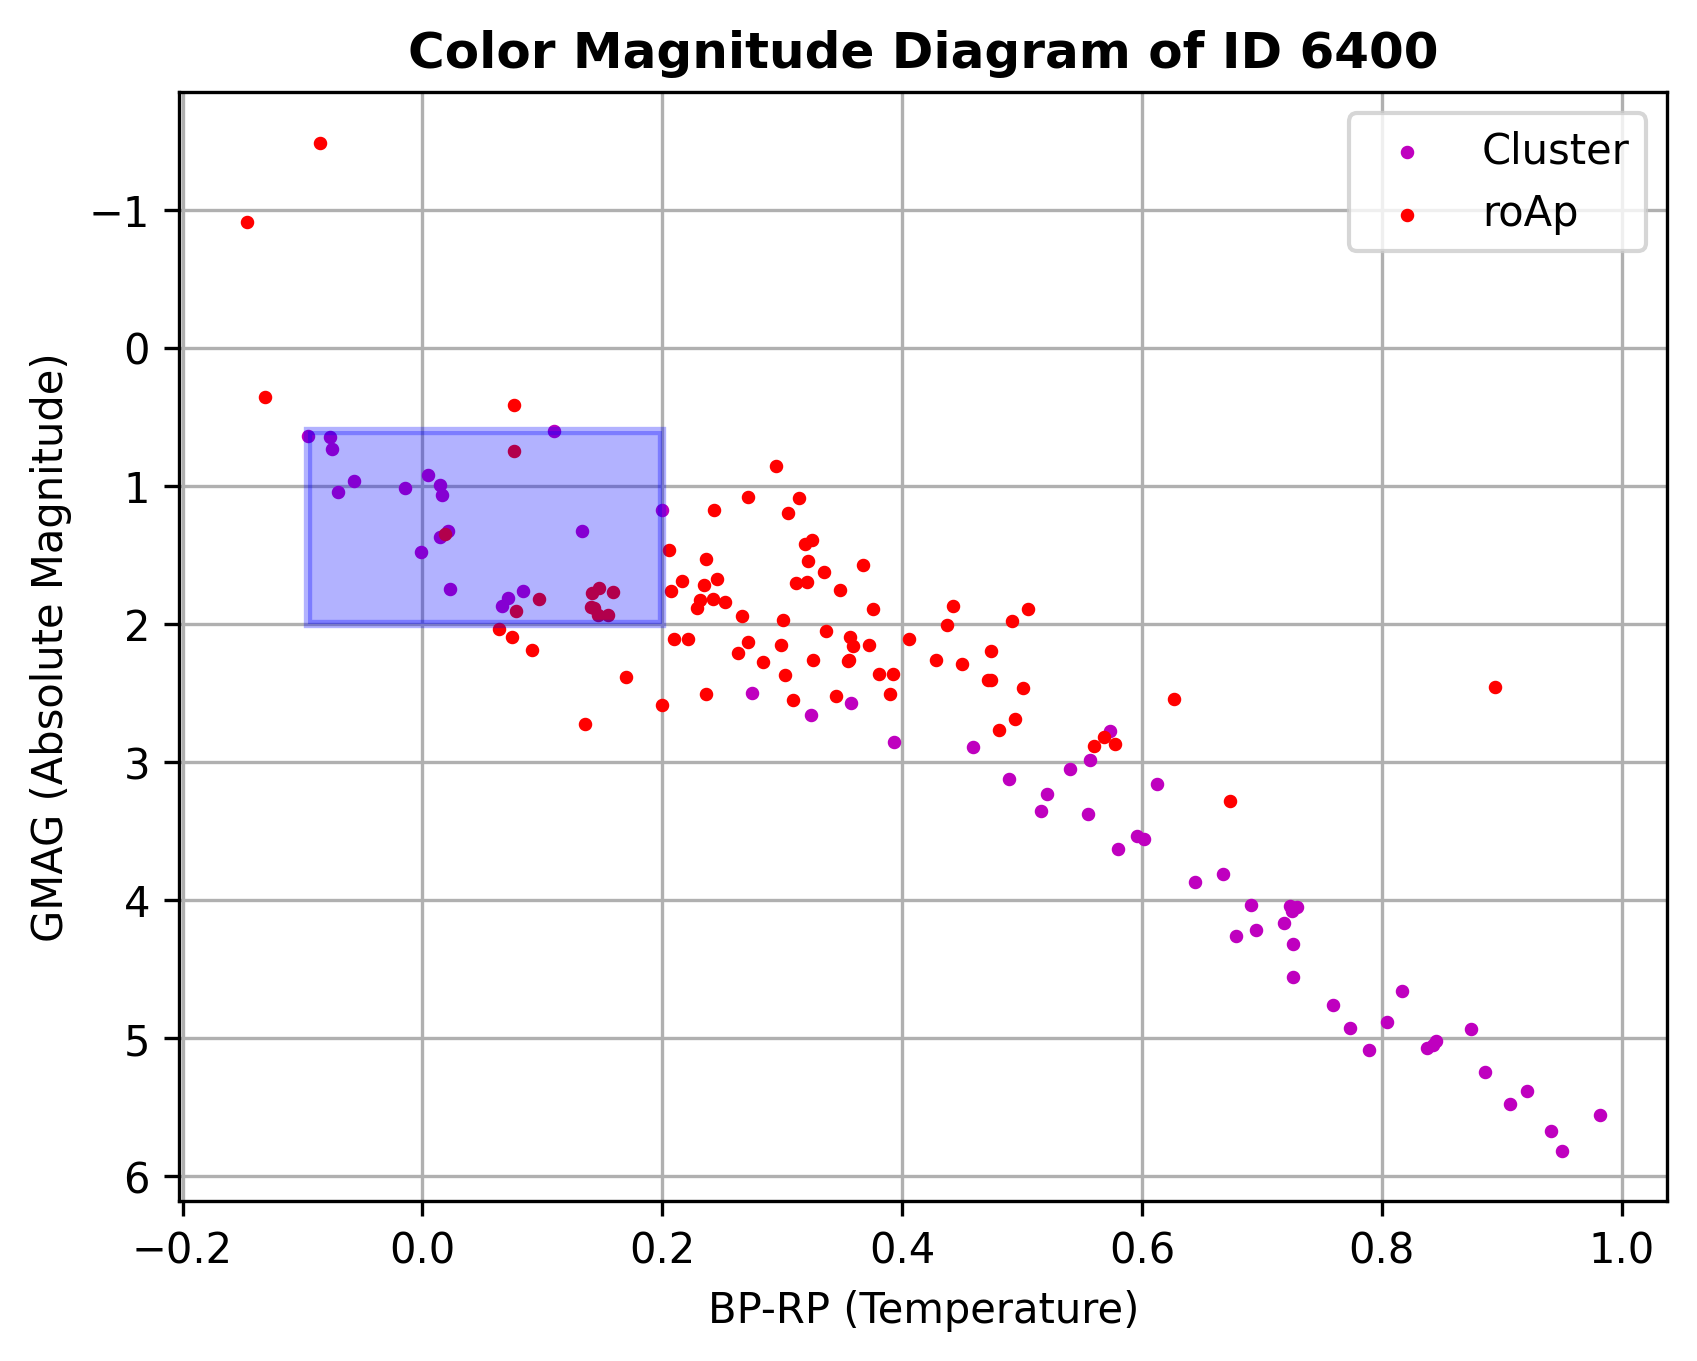 Color Magnitude Diagram of ID 6400
Cluster
roAp
−1
0
1
2
3
4
5
6
GMAG (Absolute Magnitude)
−0.2 0.0 0.2 0.4 0.6 0.8 1.0
BP-RP (Temperature)